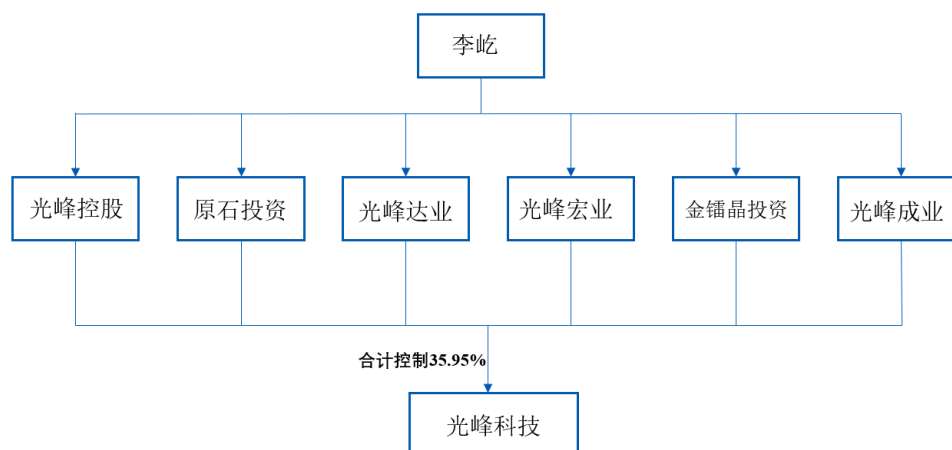 李屹
光峰控股
原石投资
光峰达业
光峰宏业
金镭晶投资
光峰成业
合计控制35.95%
光峰科技